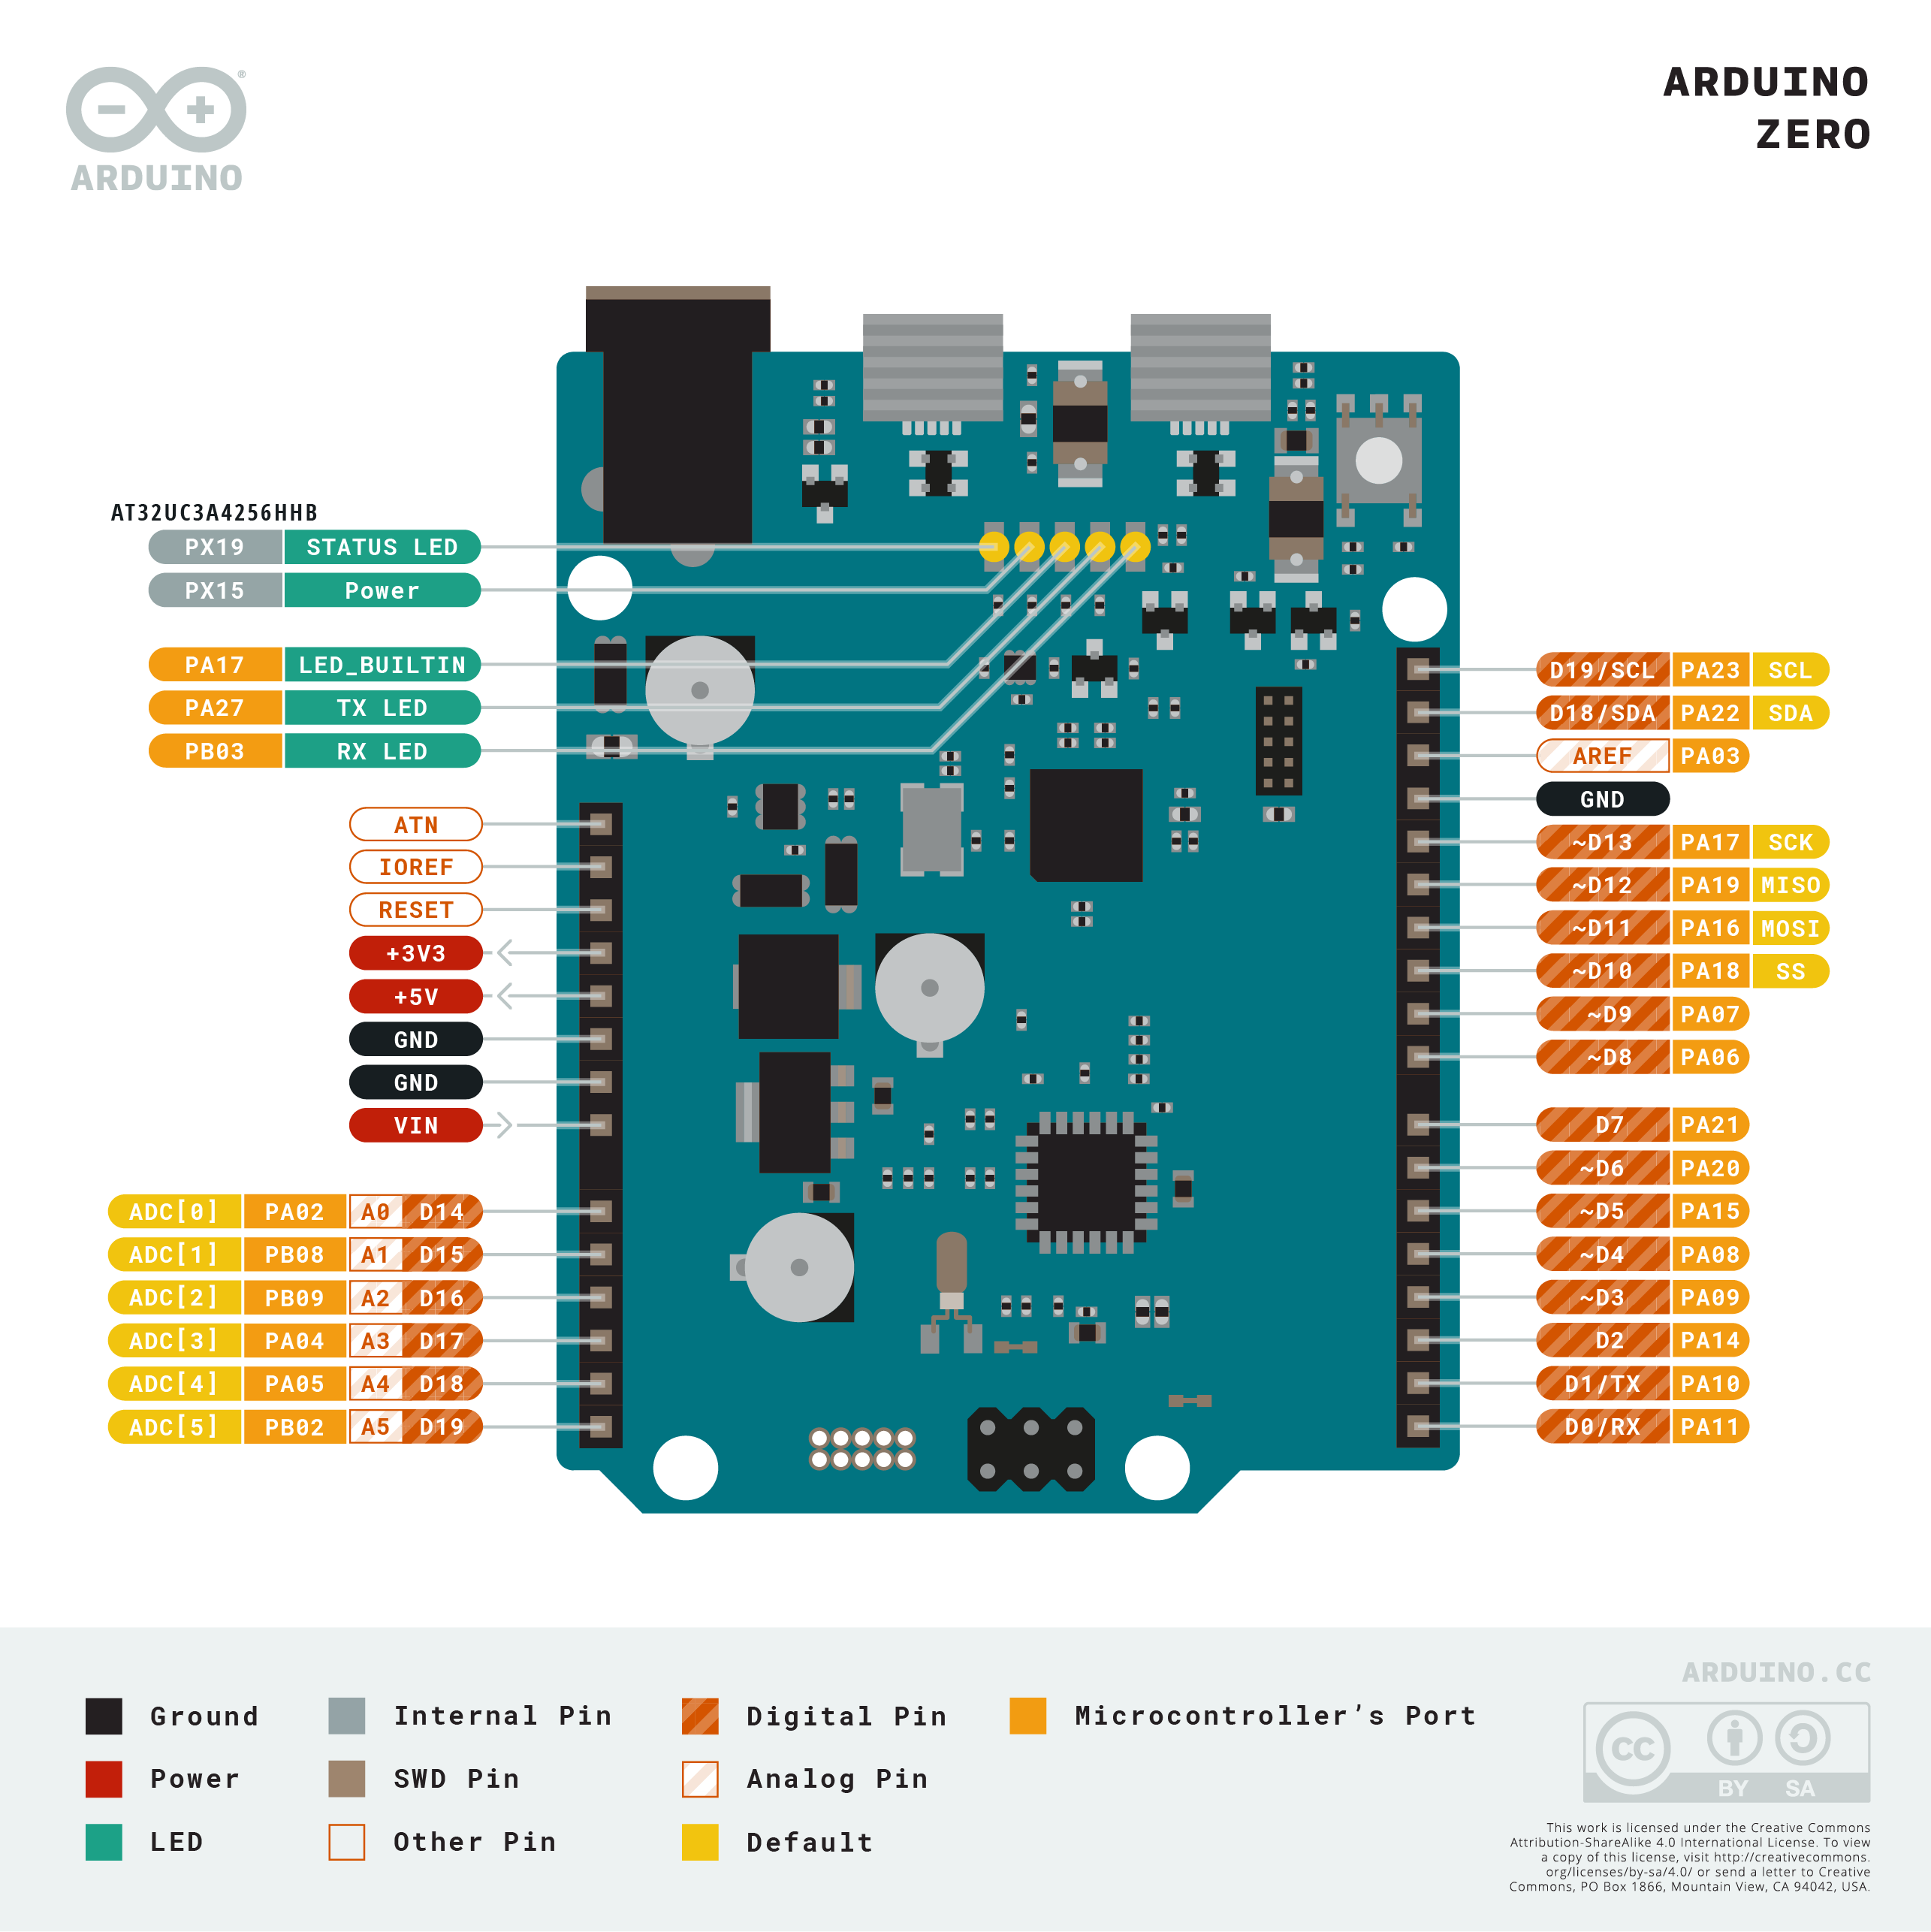 ARDUINO
ZERO
®
ARDUINO
AT32UC3A4256HHB
PX19 STATUS LED
PX15 Power
PA17 LED_BUILTIN
PA27 TX LED
PB03 RX LED
ATN
IOREF
RESET
+3V3
+5V
GND
GND
VIN
ADC[0] PA02 A0 D14
ADC[1] PB08 A1 D15
ADC[2] PB09 A2 D16
ADC[3] PA04 A3 D17
ADC[4] PA05 A4 D18
ADC[5] PB02 A5 D19
D19/SCL PA23 SCL
D18/SDA PA22 SDA
AREF PA03
GND
~D13 PA17 SCK
~D12 PA19 MISO
~D11 PA16 MOSI
~D10 PA18 SS
~D9 PA07
~D8 PA06
D7 PA21
~D6 PA20
~D5 PA15
~D4 PA08
~D3 PA09
D2 PA14
D1/TX PA10
D0/RX PA11
Ground
Power
LED
Internal Pin
SWD Pin
Other Pin
Digital Pin
Analog Pin
Default
Microcontroller's Port
ARDUINO.CC
CC
BY SA
This work is licensed under the Creative Commons
Attribution-ShareAlike 4.0 International License. To view
a copy of this license, visit http://creativecommons.
org/licenses/by-sa/4.0/ or send a letter to Creative
Commons, PO Box 1866, Mountain View, CA 94042, USA.